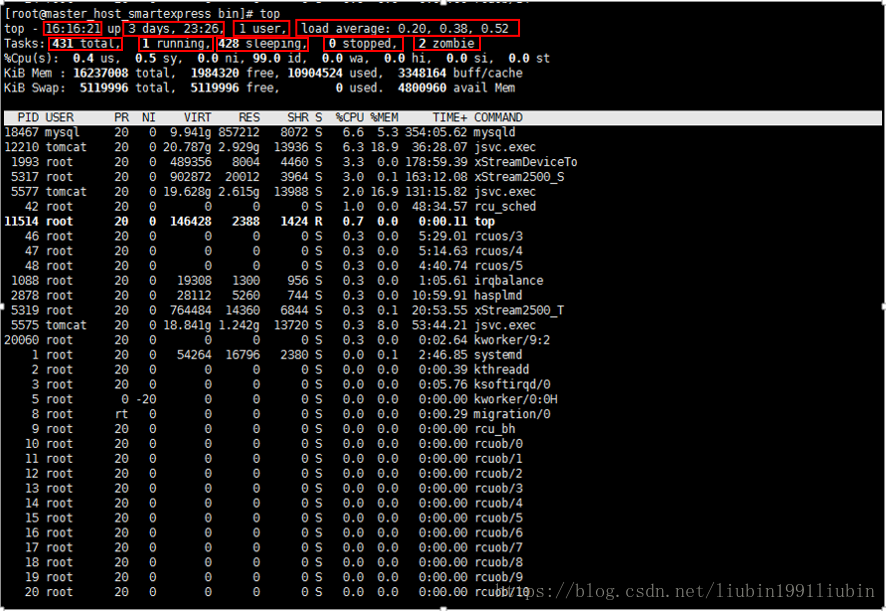 [root@master_host_smartexpress bin]# top
top - 16:16:21 up 3 days, 23:26, 1 user, load average: 0.20, 0.38, 0.52
Tasks: 431 total, 1 running, 428 sleeping, 0 stopped, 2 zombie
%Cpu(s): 0.4 us, 0.5 sy, 0.0 ni, 99.0 id, 0.0 wa, 0.0 hi, 0.0 si, 0.0 st
KiB Mem : 16237008 total, 1984320 free, 10904524 used, 3348164 buff/cache
KiB Swap: 5119996 total, 5119996 free, 0 used. 4800960 avail Mem
PID USER PR NI VIRT RES SHR S %CPU %MEM TIME+ COMMAND
18467 mysql 20 0 9.941g 857212 8072 S 6.6 5.3 354:05.62 mysqld
12210 tomcat 20 0 20.787g 2.929g 13936 S 6.3 18.9 36:28.07 jsvc.exec
1993 root 20 0 489356 8004 4460 S 3.3 0.0 178:59.39 xStreamDeviceTo
5317 root 20 0 902872 20012 3964 S 3.0 0.1 163:12.08 xStream2500_S
5577 tomcat 20 0 19.628g 2.615g 13988 S 2.0 16.9 131:15.82 jsvc.exec
42 root 20 0 0 0 0 S 1.0 0.0 48:34.57 rcu_sched
11514 root 20 0 146428 2388 1424 R 0.7 0.0 0:00.11 top
46 root 20 0 0 0 0 S 0.3 0.0 5:29.01 rcuos/3
47 root 20 0 0 0 0 S 0.3 0.0 5:14.63 rcuos/4
48 root 20 0 0 0 0 S 0.3 0.0 4:40.74 rcuos/5
1088 root 20 0 19308 1300 956 S 0.3 0.0 1:05.61 irqbalance
2878 root 20 0 28112 5260 744 S 0.3 0.0 10:59.91 hasplmd
5319 root 20 0 764484 14360 6844 S 0.3 0.1 20:53.55 xStream2500_T
5575 tomcat 20 0 18.841g 1.242g 13720 S 0.3 8.0 53:44.21 jsvc.exec
20060 root 20 0 0 0 0 S 0.3 0.0 0:02.64 kworker/9:2
1 root 20 0 54264 16796 2380 S 0.0 0.1 2:46.85 systemd
2 root 20 0 0 0 0 S 0.0 0.0 0:00.39 kthreadd
3 root 20 0 0 0 0 S 0.0 0.0 0:05.76 ksoftirqd/0
5 root 0 -20 0 0 0 S 0.0 0.0 0:00.00 kworker/0:0H
8 root rt 0 0 0 0 S 0.0 0.0 0:00.29 migration/0
9 root 20 0 0 0 0 S 0.0 0.0 0:00.00 rcu_bh
10 root 20 0 0 0 0 S 0.0 0.0 0:00.00 rcuob/0
11 root 20 0 0 0 0 S 0.0 0.0 0:00.00 rcuob/1
12 root 20 0 0 0 0 S 0.0 0.0 0:00.00 rcuob/2
13 root 20 0 0 0 0 S 0.0 0.0 0:00.00 rcuob/3
14 root 20 0 0 0 0 S 0.0 0.0 0:00.00 rcuob/4
15 root 20 0 0 0 0 S 0.0 0.0 0:00.00 rcuob/5
16 root 20 0 0 0 0 S 0.0 0.0 0:00.00 rcuob/6
17 root 20 0 0 0 0 S 0.0 0.0 0:00.00 rcuob/7
18 root 20 0 0 0 0 S 0.0 0.0 0:00.00 rcuob/8
19 root 20 0 0 0 0 S 0.0 0.0 0:00.00 rcuob/9
20 root 20 0 0 0 0 S 0.0 0.0 0:00.00 rcuob/10
https://blog.csdn.net/liubin1991liubin